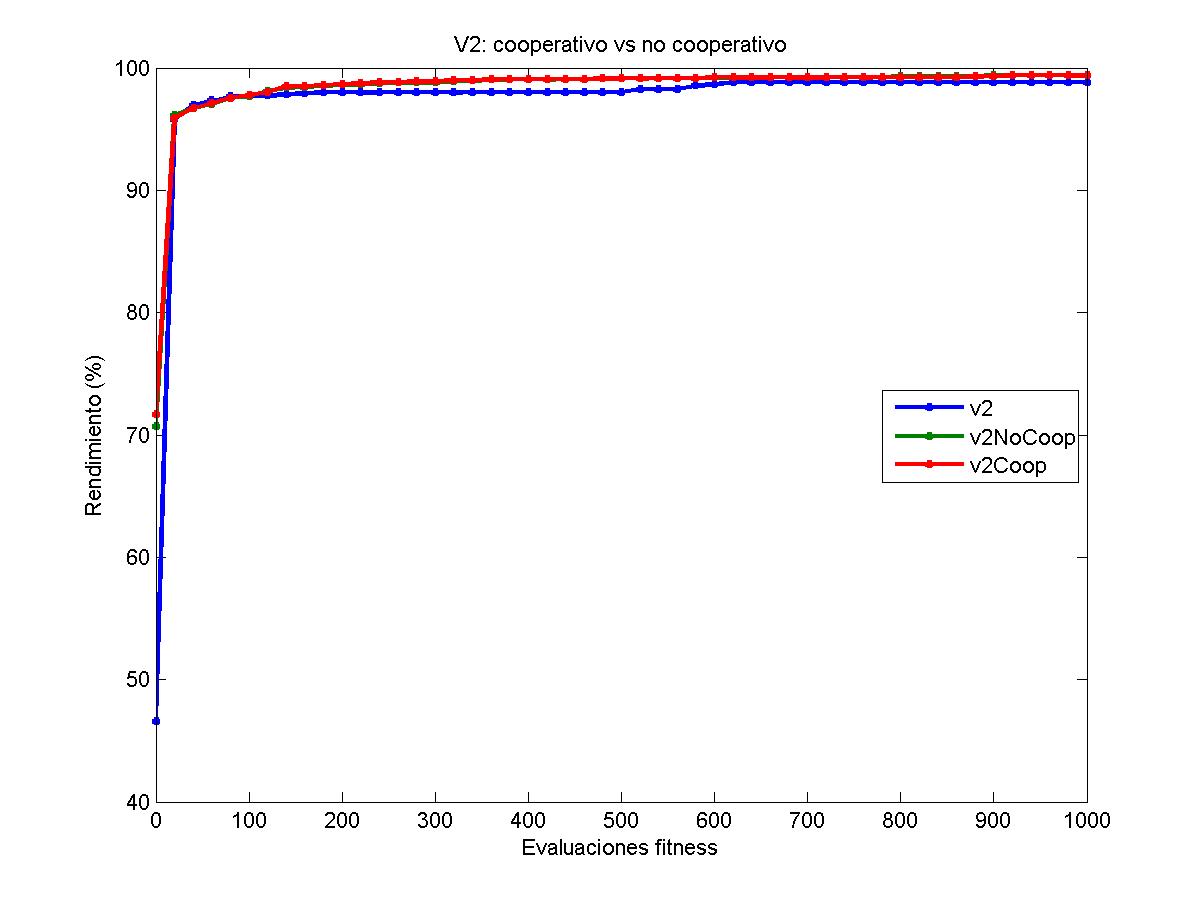 V2: cooperativo vs no cooperativo
100
90
80
70
60
50
40
Rendimiento (%)
v2
v2NoCoop
v2Coop
0 100 200 300 400 500 600 700 800 900 1000
Evaluaciones fitness